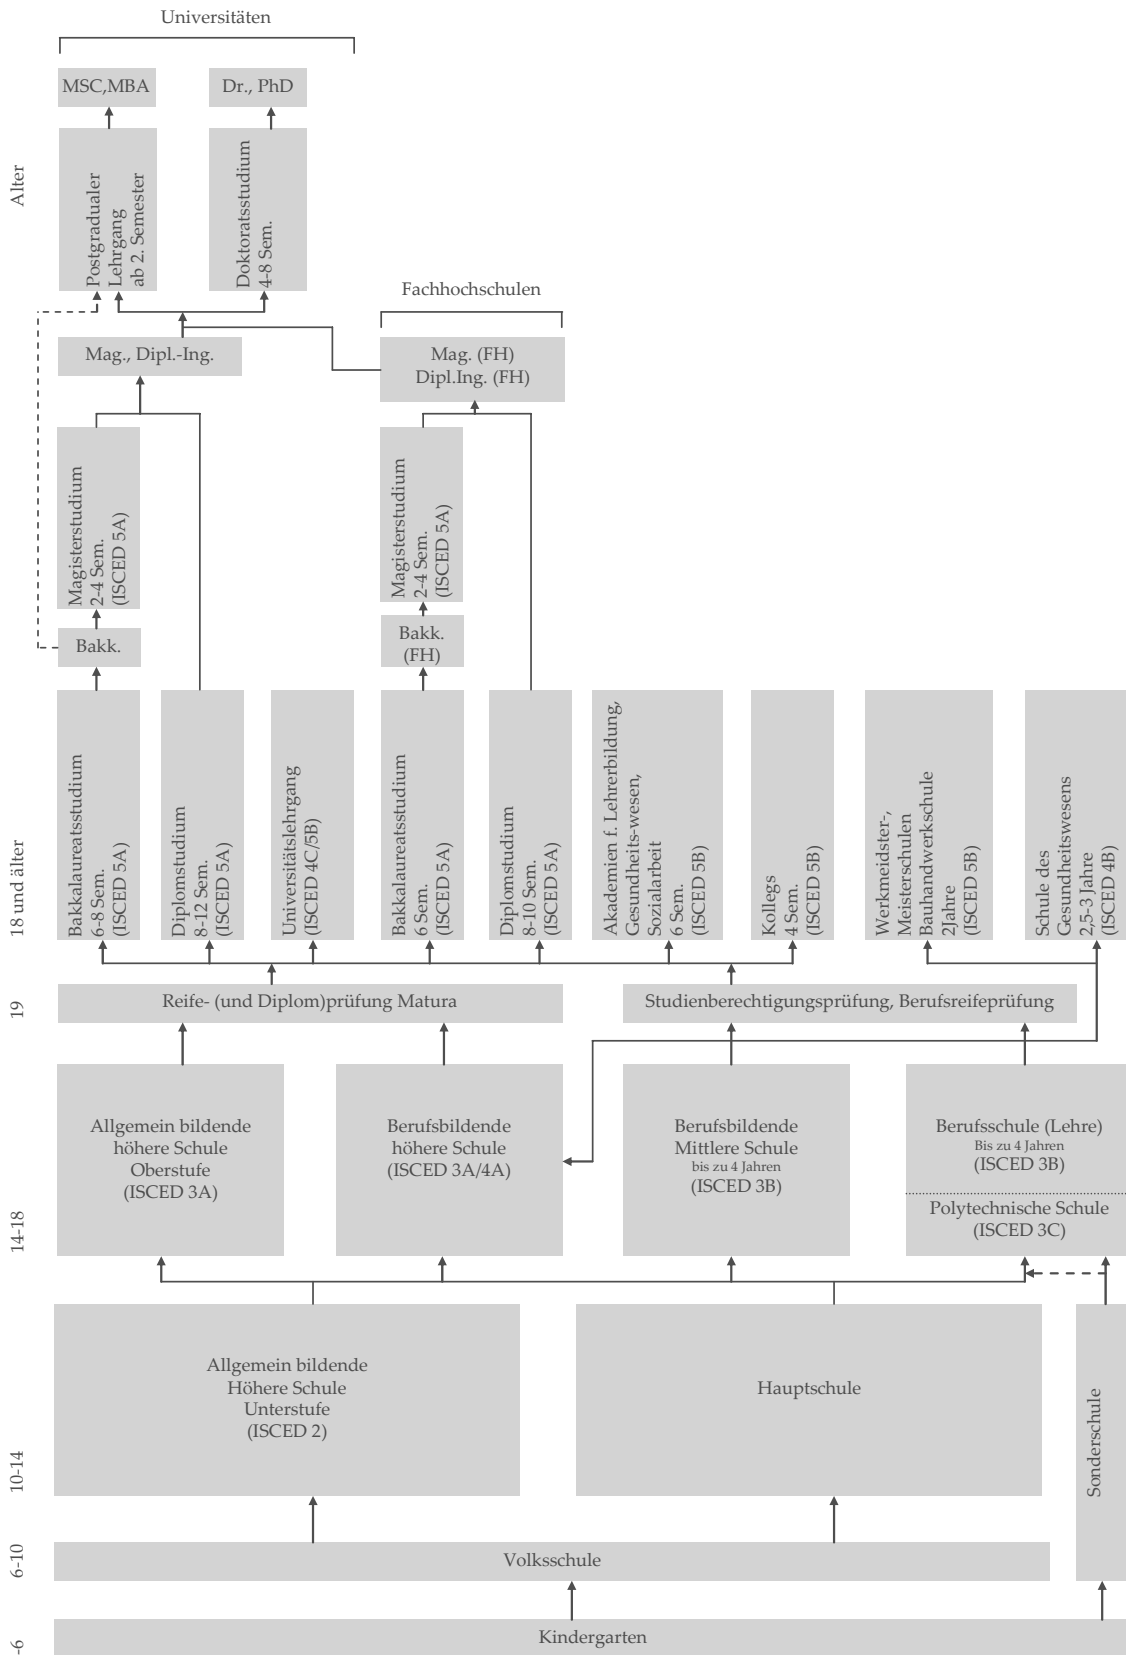 Universitäten
MSC,MBA
Dr., PhD
Alter
Postgradualer
Lehrgang
ab 2. Semester
Doktoratsstudium
4-8 Sem.
Fachhochschulen
Mag., Dipl.-Ing.
Mag. (FH)
Dipl.Ing. (FH)
Magisterstudium
2-4 Sem.
(ISCED 5A)
Magisterstudium
2-4 Sem.
(ISCED 5A)
Bakk.
Bakk.
(FH)
18 und älter
Bakkalaureatsstudium
6-8 Sem.
(ISCED 5A)
Diplomstudium
8-12 Sem.
(ISCED 5A)
Universitätslehrgang
(ISCED 4C/5B)
Bakkalaureatsstudium
6 Sem.
(ISCED 5A)
Diplomstudium
8-10 Sem.
(ISCED 5A)
Akademien f. Lehrerbildung,
Gesundheits-wesen,
Sozialarbeit
6 Sem.
(ISCED 5B)
Kollegs
4 Sem.
(ISCED 5B)
Werkmeidster-,
Meisterschulen
Bauhandwerkschule
2Jahre
(ISCED 5B)
Schule des
Gesundheitswesens
2,5-3 Jahre
(ISCED 4B)
19
Reife- (und Diplom)prüfung Matura
Studienberechtigungsprüfung, Berufsreifeprüfung
14-18
Allgemein bildende
höhere Schule
Oberstufe
(ISCED 3A)
Berufsbildende
höhere Schule
(ISCED 3A/4A)
Berufsbildende
Mittlere Schule
bis zu 4 Jahren
(ISCED 3B)
Berufsschule (Lehre)
Bis zu 4 Jahren
(ISCED 3B)
Polytechnische Schule
(ISCED 3C)
10-14
Allgemein bildende
Höhere Schule
Unterstufe
(ISCED 2)
Hauptschule
Sonderschule
6-10
Volksschule
-6
Kindergarten